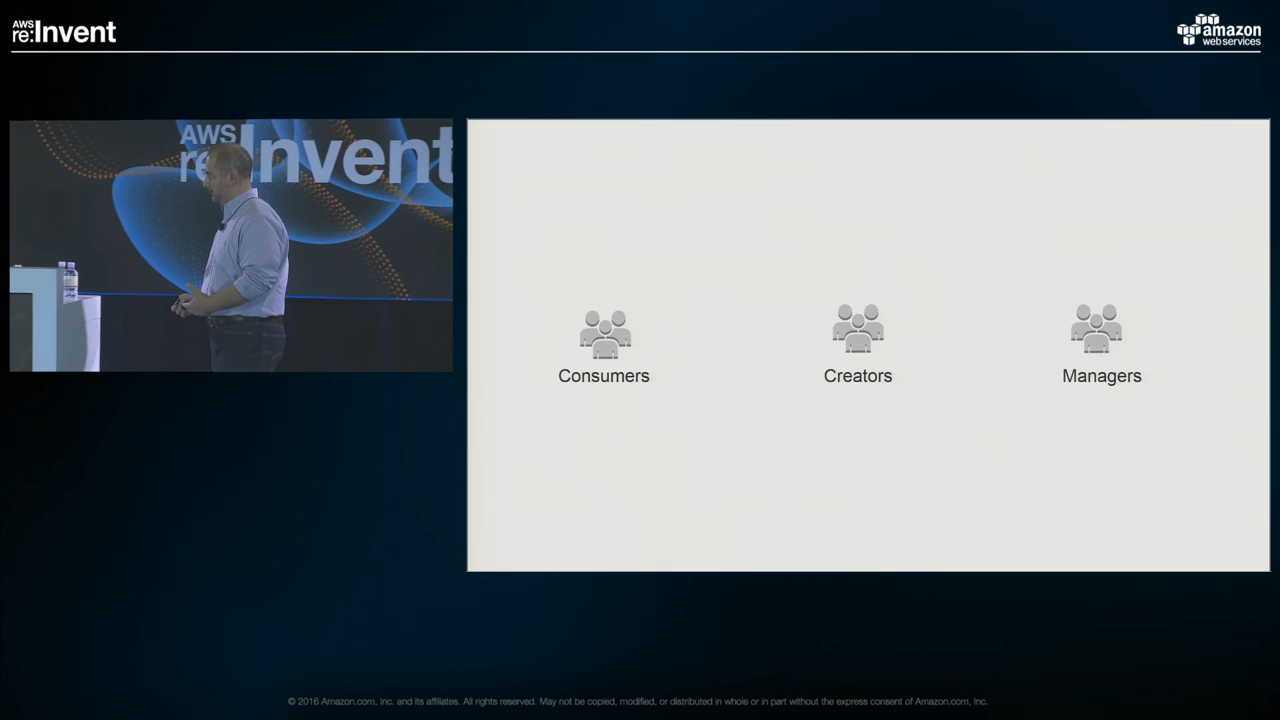 AWS
re:Invent
amazon
webservices
AWS
re:Invent
Consumers
Creators
Managers
© 2016 Amazon.com, Inc. and its affiliates. All rights reserved. May not be copied, modified, or distributed in whole or in part without the express consent of Amazon.com, Inc.